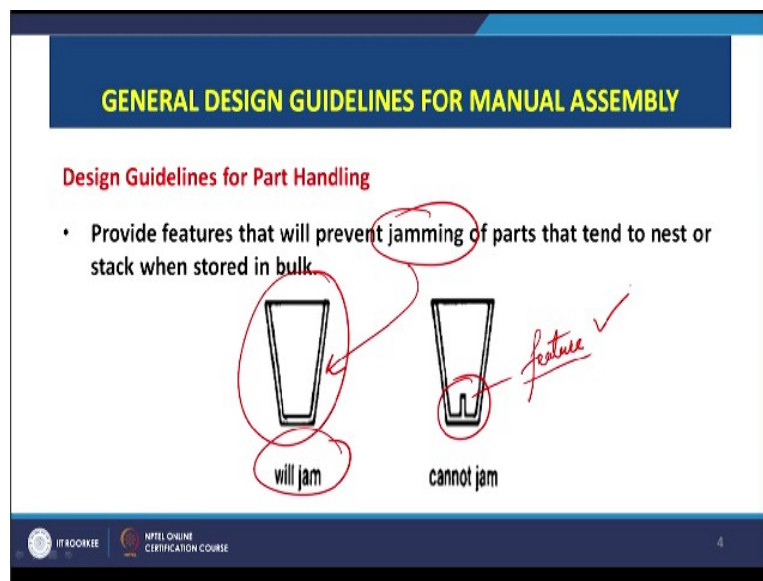 GENERAL DESIGN GUIDELINES FOR MANUAL ASSEMBLY
Design Guidelines for Part Handling
• Provide features that will prevent jamming of parts that tend to nest or
stack when stored in bulk.
feature
will jam
cannot jam
IIT ROORKEE
NPTEL ONLINE
CERTIFICATION COURSE
4